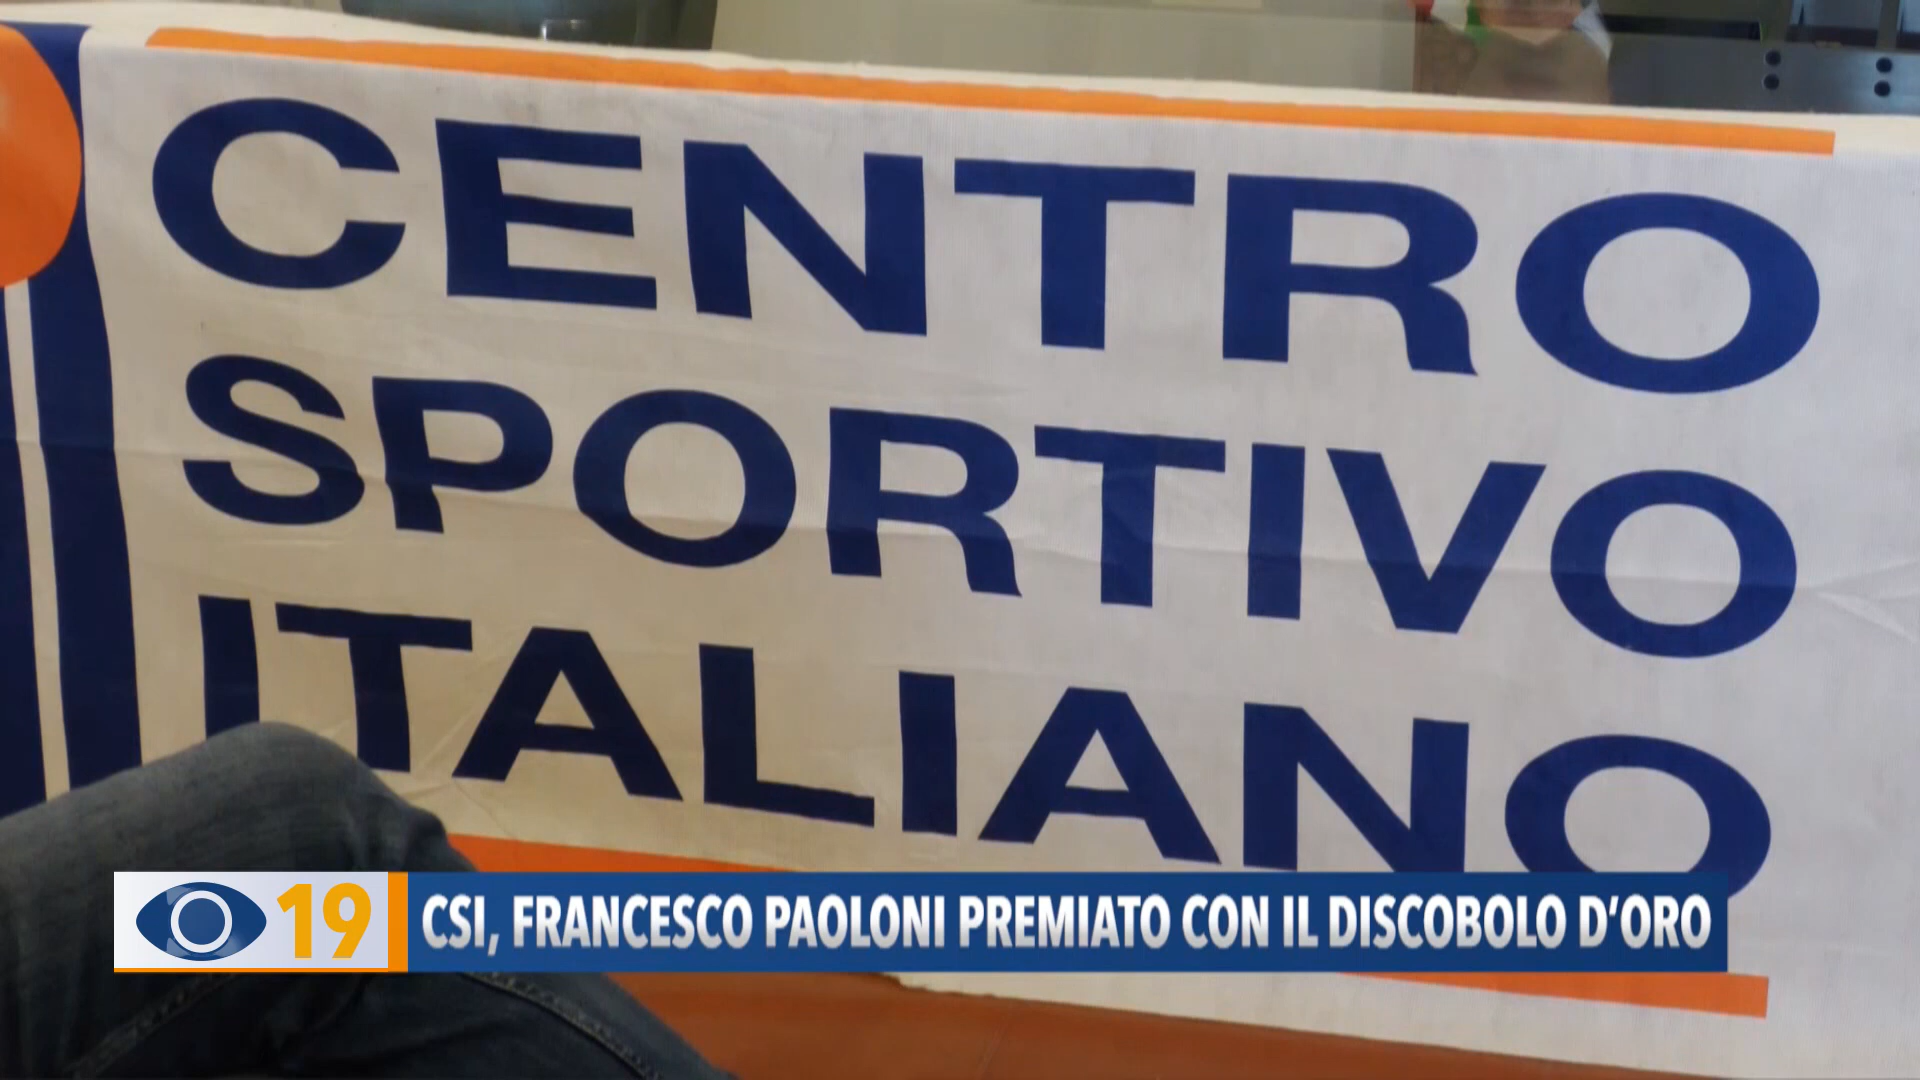 CENTRO
SPORTIVO
ITALIANO
19 CSI, FRANCESCO PAOLONI PREMIATO CON IL DISCOBOLO D'ORO